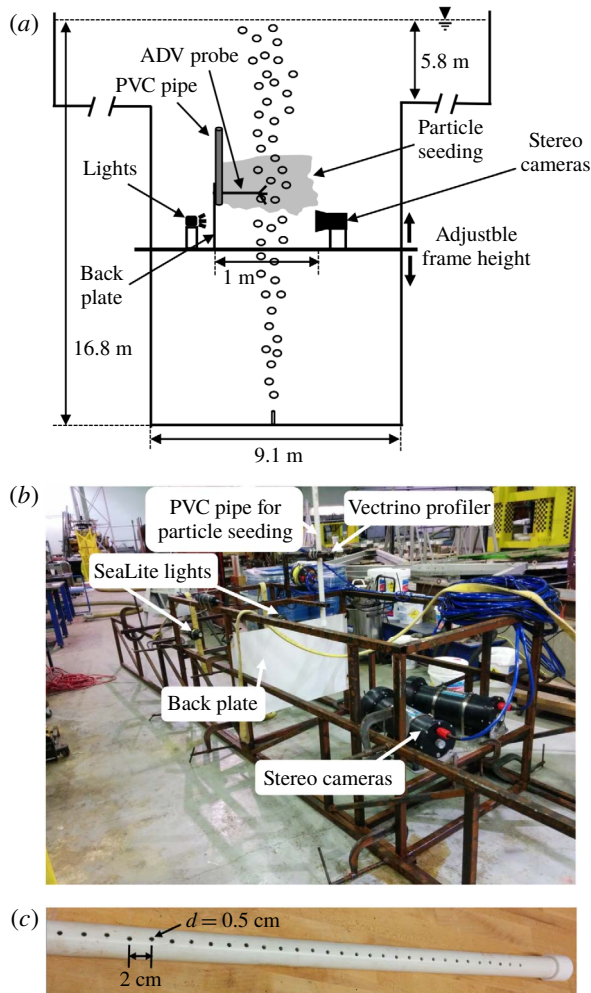 (a)
ADV probe
PVC pipe
5.8 m
Particle
seeding
Stereo
cameras
Lights
Adjustble
frame height
Back
plate
1 m
16.8 m
9.1 m
(b)
PVC pipe for
particle seeding
Vectrino profiler
SeaLite lights
Back plate
Stereo cameras
(c)
d = 0.5 cm
2 cm